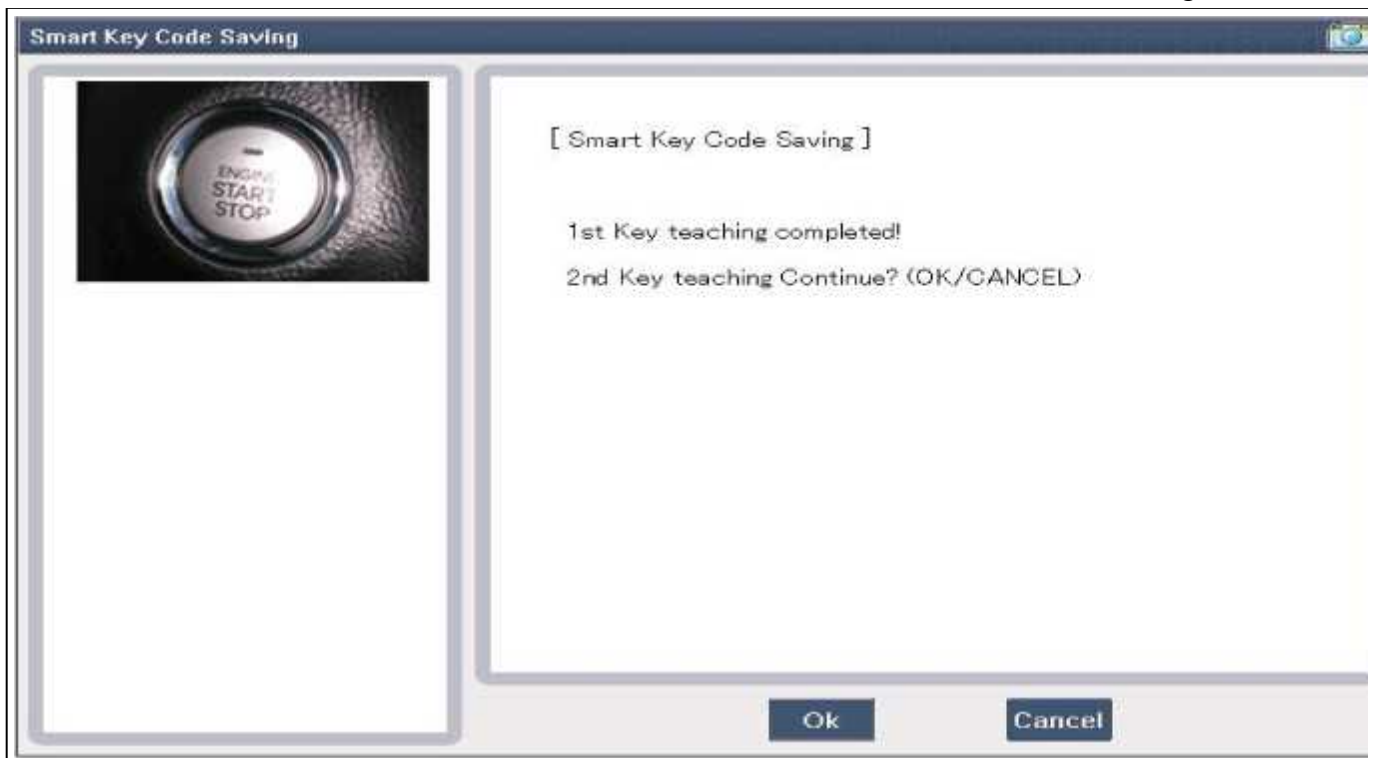 Smart Key Code Saving
ENGINE
START
STOP
[ Smart Key Code Saving ]
1st Key teaching completed!
2nd Key teaching Continue? (OK/CANCEL)
Ok
Cancel